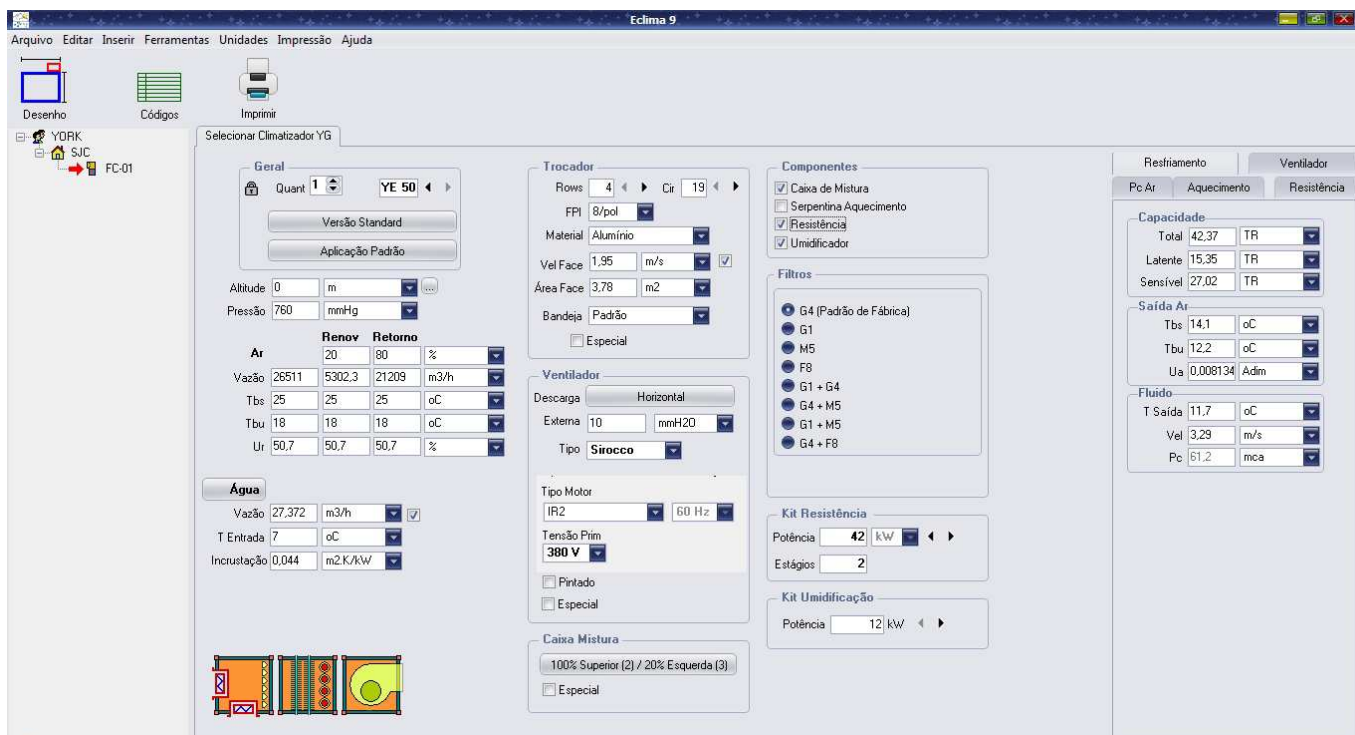 Eclima 9
Arquivo Editar Inserir Ferramentas Unidades Impressão Ajuda
Desenho
Códigos
Imprimir
YORK
SJC
FC-01
Selecionar Climatizador YG
Geral
Quant 1 YE 50
Versão Standard
Aplicação Padrão
Altitude 0 m ...
Pressão 760 mmHg
Renov Retorno
Ar 20 80 %
Vazão 26511 5302,3 21209 m3/h
Tbs 25 25 25 oC
Tbu 18 18 18 oC
Ur 50,7 50,7 50,7 %
Água
Vazão 27,372 m3/h
T Entrada 7 oC
Incrustação 0,044 m2.K/kW
Trocador
Rows 4 Cir 19
FPI 8/pol
Material Alumínio
Vel Face 1,95 m/s
Área Face 3,78 m2
Bandeja Padrão
Especial
Ventilador
Descarga Horizontal
Externa 10 mmH2O
Tipo Sirocco
Tipo Motor
IR2 60 Hz
Tensão Prim
380 V
Pintado
Especial
Caixa Mistura
100% Superior (2) / 20% Esquerda (3)
Especial
Componentes
Caixa de Mistura
Serpentina Aquecimento
Resistência
Umidificador
Filtros
G4 (Padrão de Fábrica)
G1
M5
F8
G1 + G4
G4 + M5
G1 + M5
G4 + F8
Kit Resistência
Potência 42 kW
Estágios 2
Kit Umidificação
Potência 12 kW
Resfriamento Ventilador
Pc Ar Aquecimento Resistência
Capacidade
Total 42,37 TR
Latente 15,35 TR
Sensível 27,02 TR
Saída Ar
Tbs 14,1 oC
Tbu 12,2 oC
Ua 0,008134 Adim
Fluido
T Saída 11,7 oC
Vel 3,29 m/s
Pc 61,2 mca